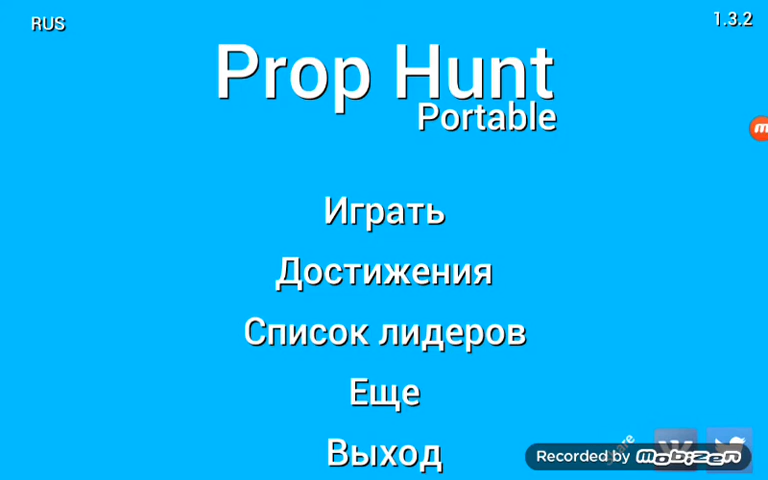 RUS
1.3.2
Prop Hunt
Portable
Играть
Достижения
Список лидеров
Еще
Выход
Recorded by mobizen